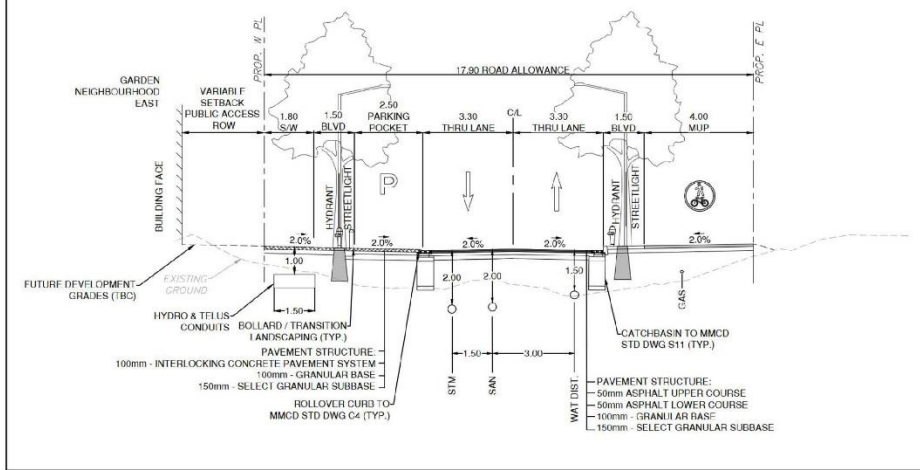 PROP. W PL
PROP. E PL
17.90 ROAD ALLOWANCE
GARDEN
NEIGHBOURHOOD
EAST
VARIABLE
SETBACK
PUBLIC ACCESS
ROW
1.80
S/W
1.50
BLVD
2.50
PARKING
POCKET
3.30
THRU LANE
C/L
3.30
THRU LANE
1.50
BLVD
4.00
MUP
BUILDING FACE
HYDRANT
STREETLIGHT
P
HYDRANT
STREETLIGHT
2.0%
2.0%
2.0%
2.0%
2.0%
1.00
2.00
2.00
1.50
FUTURE DEVELOPMENT
GRADES (TBC)
EXISTING
GROUND
HYDRO & TELUS
CONDUITS
1.50
BOLLARD / TRANSITION
LANDSCAPING (TYP.)
PAVEMENT STRUCTURE:
100mm - INTERLOCKING CONCRETE PAVEMENT SYSTEM
100mm - GRANULAR BASE
150mm - SELECT GRANULAR SUBBASE
ROLLOVER CURB TO
MMCD STD DWG C4 (TYP.)
1.50
3.00
STM
SAN
WAT DIST.
GAS
CATCHBASIN TO MMCD
STD DWG S11 (TYP.)
PAVEMENT STRUCTURE:
50mm ASPHALT UPPER COURSE
50mm ASPHALT LOWER COURSE
100mm - GRANULAR BASE
150mm - SELECT GRANULAR SUBBASE